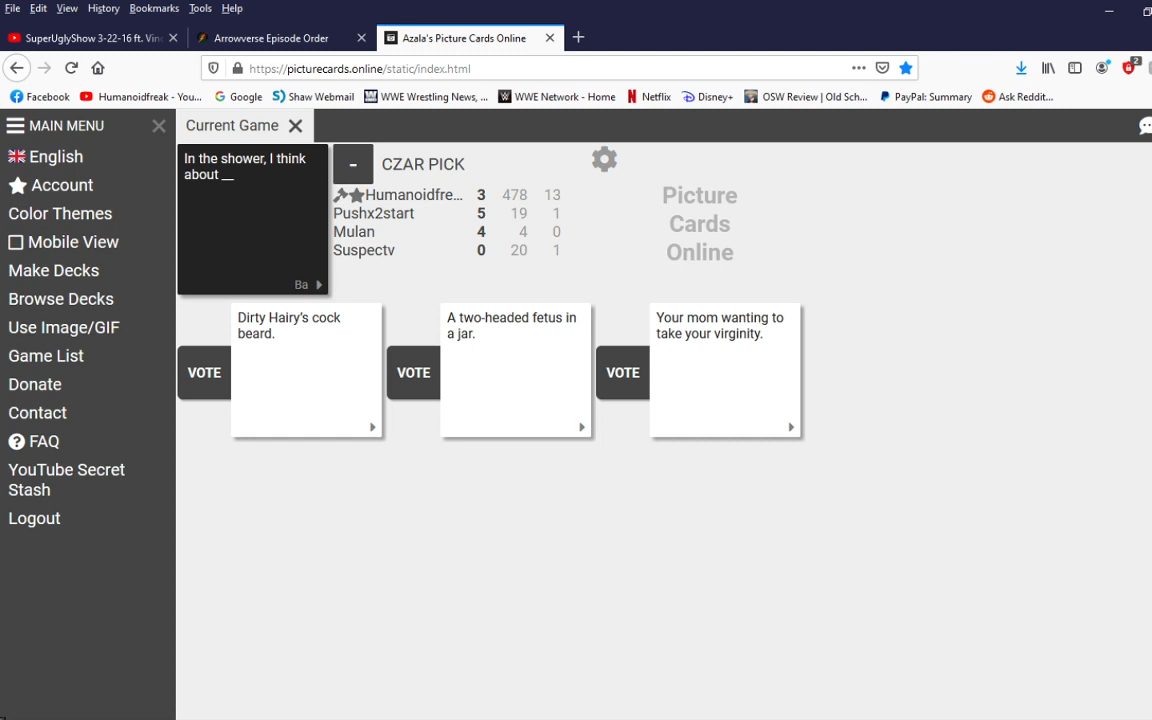 File Edit View History Bookmarks Tools Help
SuperUglyShow 3-22-16 ft. Vinc
Arrowverse Episode Order
Azala's Picture Cards Online
https://picturecards.online/static/index.html
2
Facebook Humanoidfreak - You... Google Shaw Webmail WWE Wrestling News, ... WWE Network - Home Netflix Disney+ OSW Review | Old Sch... PayPal: Summary Ask Reddit...
MAIN MENU
Current Game
English
Account
Color Themes
Mobile View
Make Decks
Browse Decks
Use Image/GIF
Game List
Donate
Contact
FAQ
YouTube Secret
Stash
Logout
In the shower, I think
about __
Ba
- CZAR PICK
Humanoidfre... 3 478 13
Pushx2start 5 19 1
Mulan 4 4 0
Suspectv 0 20 1
Picture
Cards
Online
VOTE
Dirty Hairy's cock
beard.
VOTE
A two-headed fetus in
a jar.
VOTE
Your mom wanting to
take your virginity.